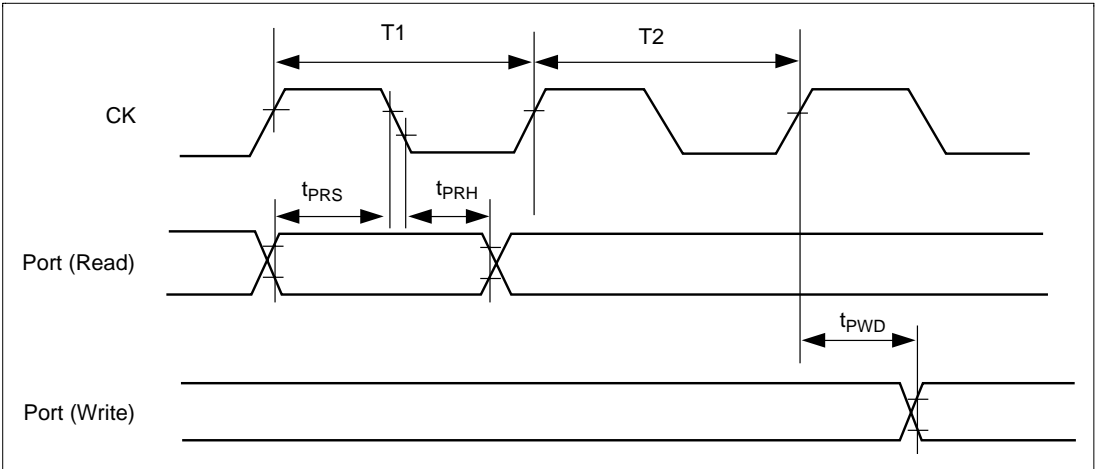 T1
T2
CK
tPRS
tPRH
Port (Read)
tPWD
Port (Write)